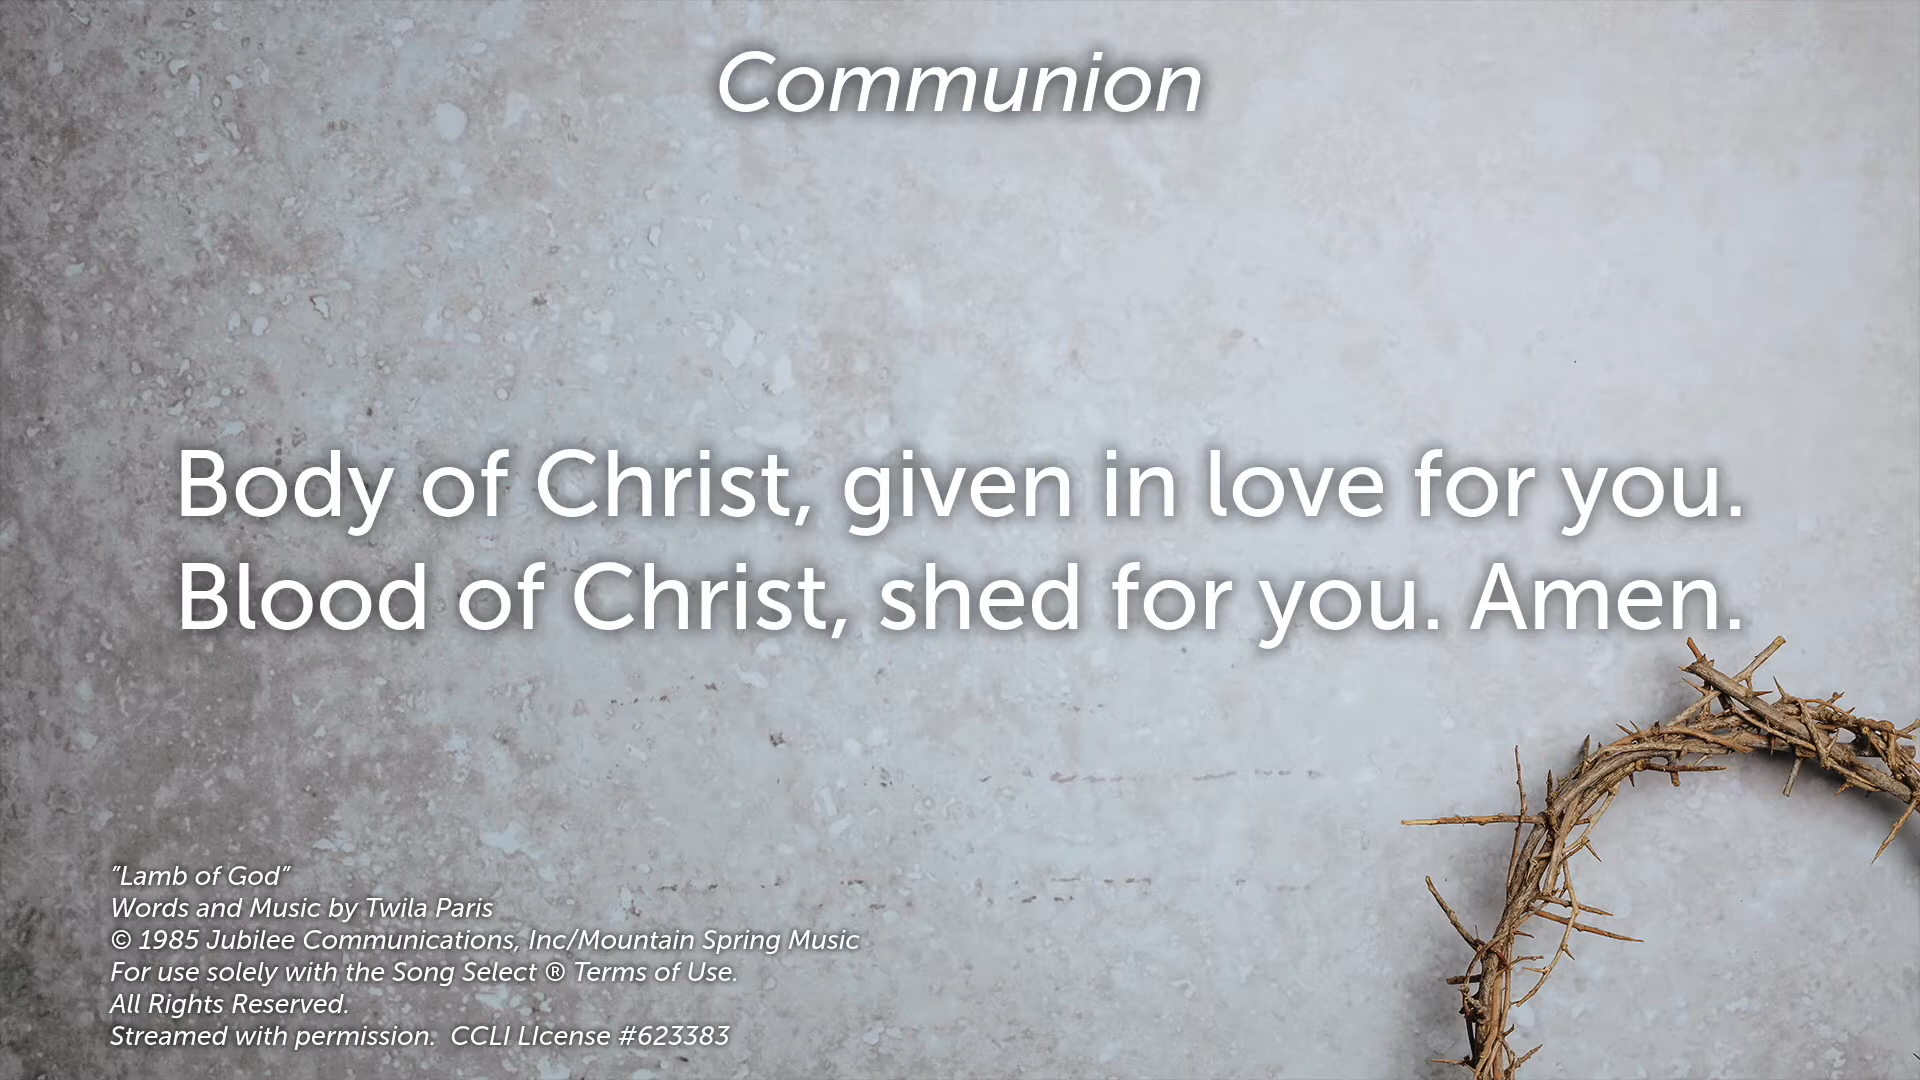 Communion
Body of Christ, given in love for you.
Blood of Christ, shed for you. Amen.
”Lamb of God”
Words and Music by Twila Paris
© 1985 Jubilee Communications, Inc/Mountain Spring Music
For use solely with the Song Select ® Terms of Use.
All Rights Reserved.
Streamed with permission.  CCLI LIcense #623383